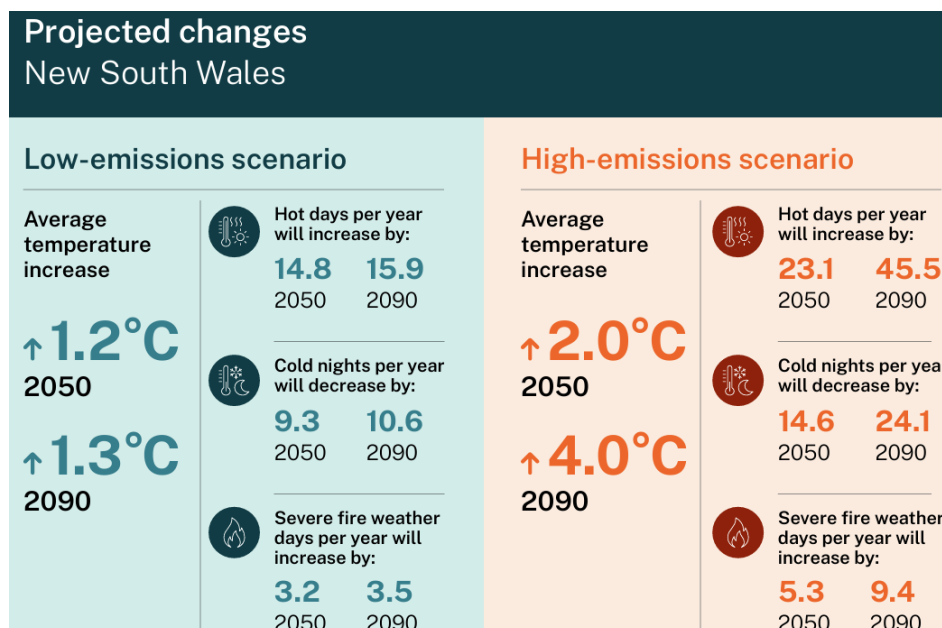 Projected changes
New South Wales
Low-emissions scenario
Average
temperature
increase
↑1.2°C
2050
↑1.3°C
2090
Hot days per year
will increase by:
14.8 15.9
2050 2090
Cold nights per year
will decrease by:
9.3 10.6
2050 2090
Severe fire weather
days per year will
increase by:
3.2 3.5
2050 2090
High-emissions scenario
Average
temperature
increase
↑2.0°C
2050
↑4.0°C
2090
Hot days per year
will increase by:
23.1 45.5
2050 2090
Cold nights per yea
will decrease by:
14.6 24.1
2050 2090
Severe fire weather
days per year will
increase by:
5.3 9.4
2050 2090